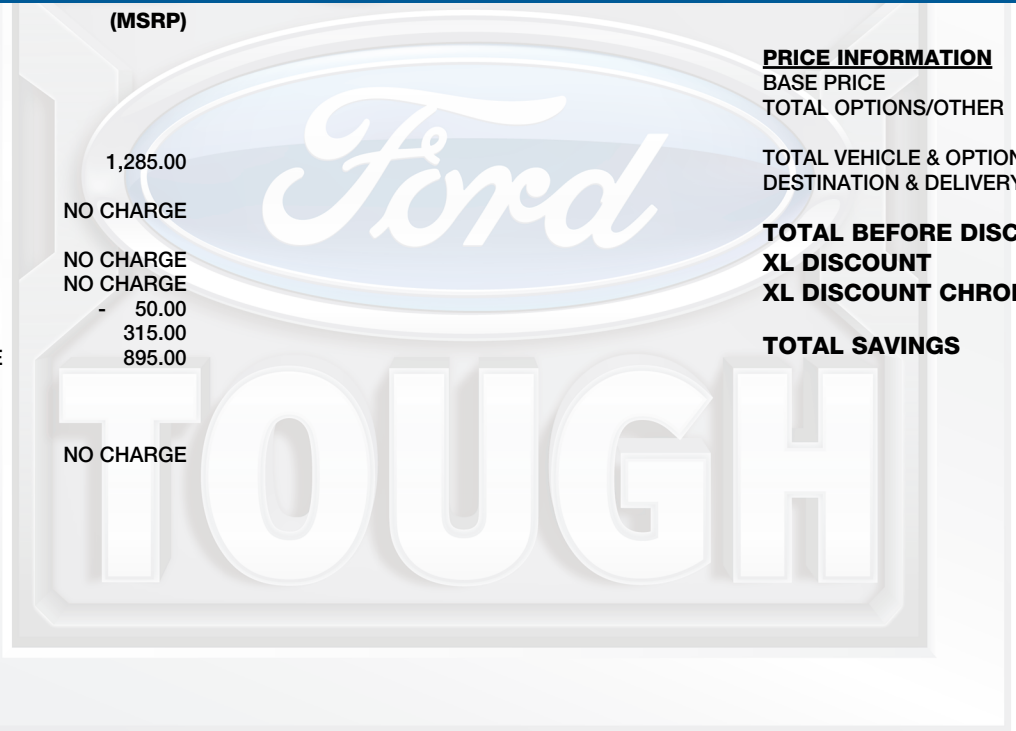 (MSRP)
1,285.00
NO CHARGE
NO CHARGE
NO CHARGE
- 50.00
315.00
E 895.00
NO CHARGE
PRICE INFORMATION
BASE PRICE
TOTAL OPTIONS/OTHER
TOTAL VEHICLE & OPTION
DESTINATION & DELIVERY
TOTAL BEFORE DISC
XL DISCOUNT
XL DISCOUNT CHRO
TOTAL SAVINGS
Ford
TOUGH